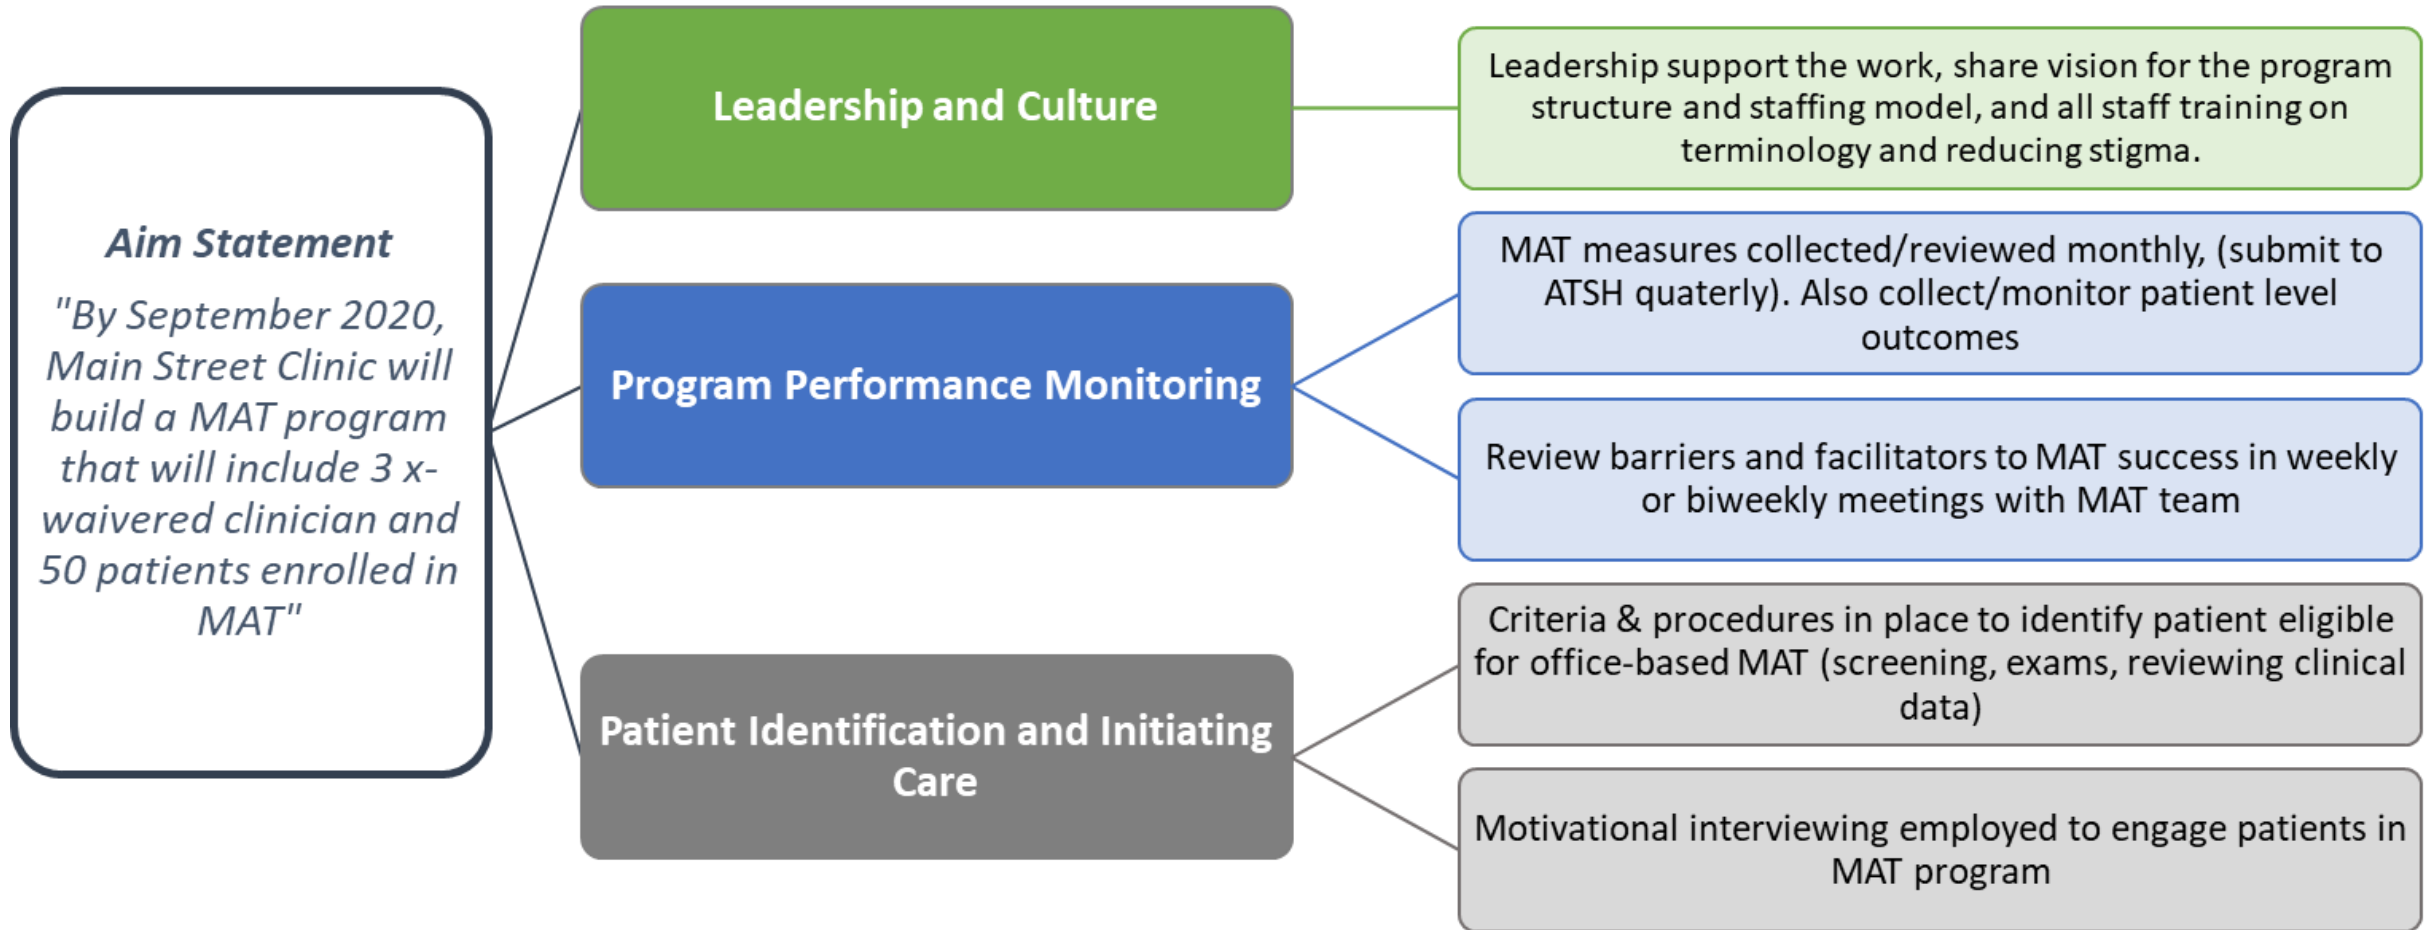 Aim Statement
"By September 2020,
Main Street Clinic will
build a MAT program
that will include 3 x-
waivered clinician and
50 patients enrolled in
MAT"
Leadership and Culture
Leadership support the work, share vision for the program
structure and staffing model, and all staff training on
terminology and reducing stigma.
Program Performance Monitoring
MAT measures collected/reviewed monthly, (submit to
ATSH quaterly). Also collect/monitor patient level
outcomes
Review barriers and facilitators to MAT success in weekly
or biweekly meetings with MAT team
Patient Identification and Initiating
Care
Criteria & procedures in place to identify patient eligible
for office-based MAT (screening, exams, reviewing clinical
data)
Motivational interviewing employed to engage patients in
MAT program